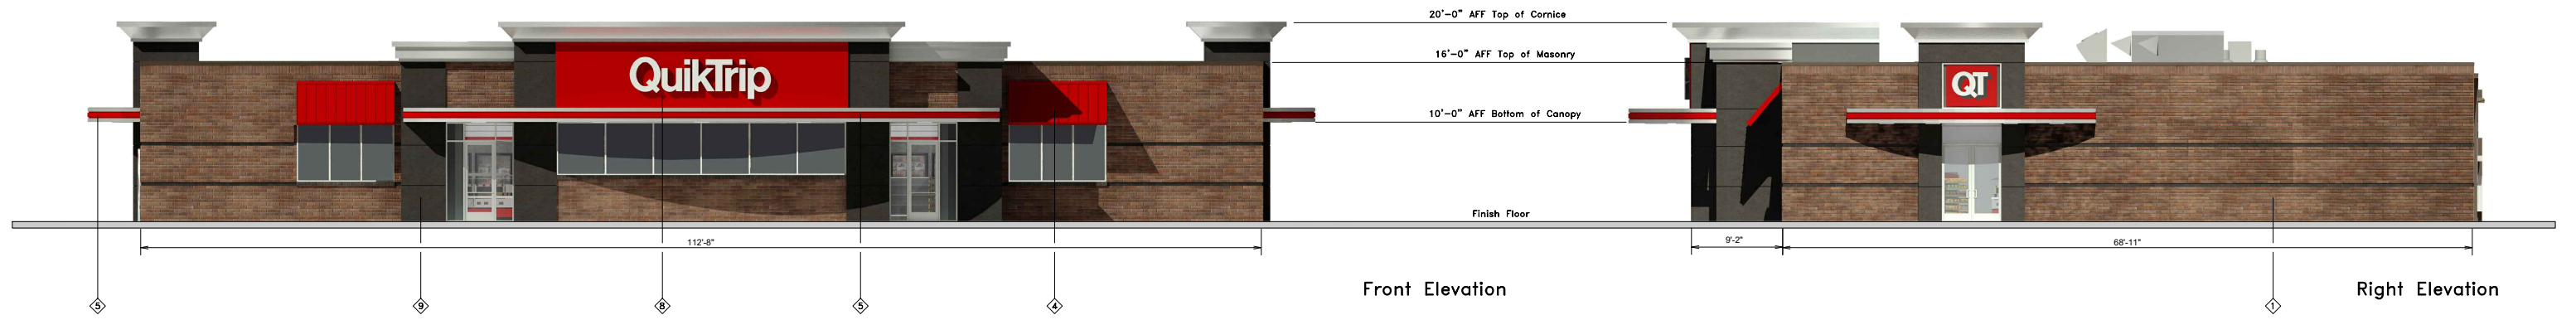 20'-0" AFF Top of Cornice
16'-0" AFF Top of Masonry
QuikTrip
QT
10'-0" AFF Bottom of Canopy
Finish Floor
112'-8"
9'-2"
68'-11"
Front Elevation
Right Elevation
5
9
8
5
4
1